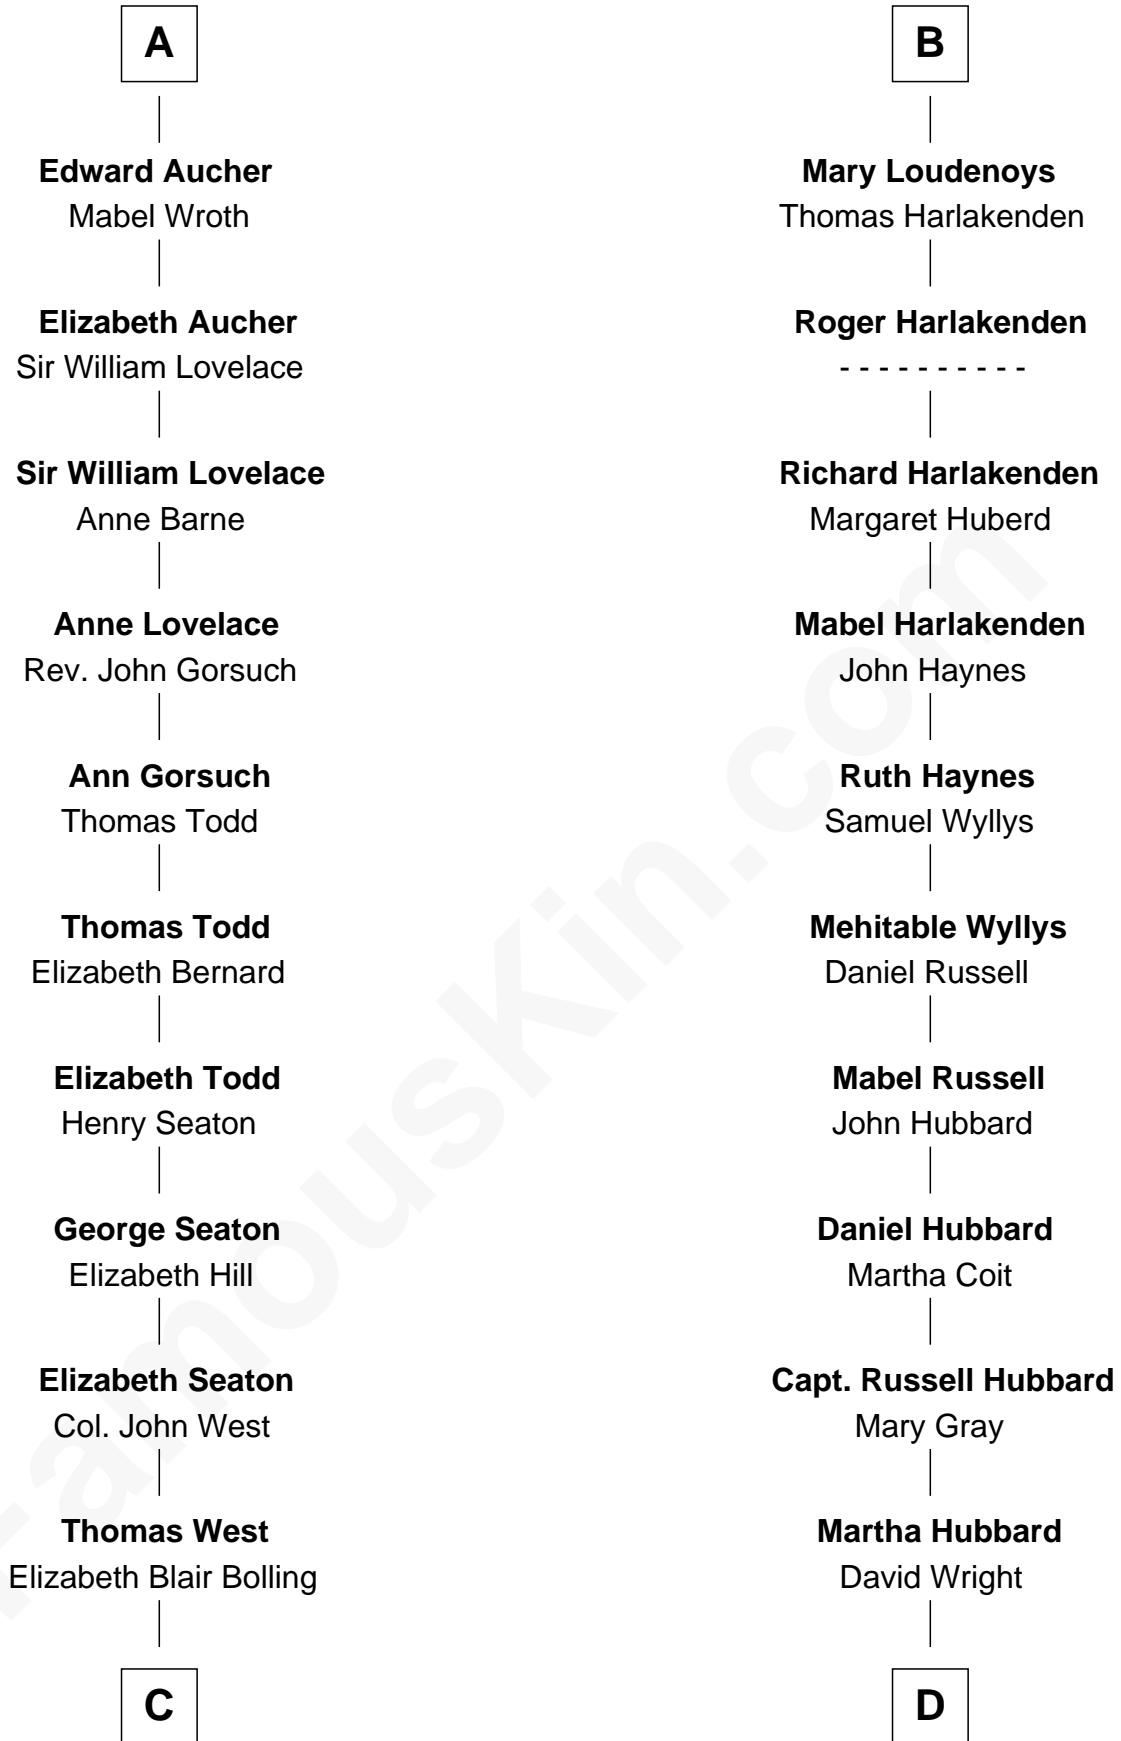 A
Edward Aucher
Mabel Wroth
Elizabeth Aucher
Sir William Lovelace
Sir William Lovelace
Anne Barne
Anne Lovelace
Rev. John Gorsuch
Ann Gorsuch
Thomas Todd
Thomas Todd
Elizabeth Bernard
Elizabeth Todd
Henry Seaton
George Seaton
Elizabeth Hill
Elizabeth Seaton
Col. John West
Thomas West
Elizabeth Blair Bolling
C
B
Mary Loudenoys
Thomas Harlakenden
Roger Harlakenden
- - - - - - - - - -
Richard Harlakenden
Margaret Huberd
Mabel Harlakenden
John Haynes
Ruth Haynes
Samuel Wyllys
Mehitable Wyllys
Daniel Russell
Mabel Russell
John Hubbard
Daniel Hubbard
Martha Coit
Capt. Russell Hubbard
Mary Gray
Martha Hubbard
David Wright
D
FamousKin.com